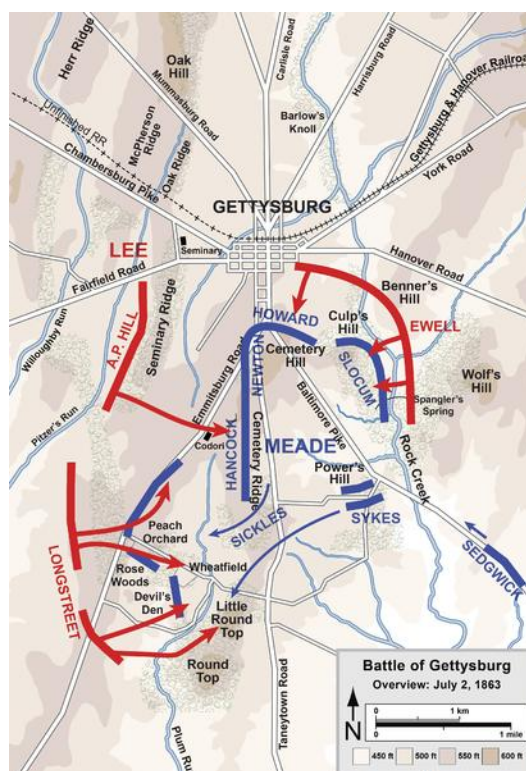 Herr Ridge
Oak
Hill
Mummasburg Road
Carlisle Road
Harrisburg Road
Gettysburg & Hanover Railroad
Unfinished RR
McPherson
Ridge
Oak Ridge
Barlow's
Knoll
Chambersburg Pike
York Road
GETTYSBURG
LEE
Seminary
Hanover Road
Fairfield Road
Benner's
Hill
Willoughby Run
A.P. HILL
Seminary Ridge
HOWARD
Culp's
Hill
EWELL
Cemetery
Hill
NEWTON
SLOCUM
Wolf's
Hill
Emmitsburg Road
Spangler's
Spring
Pitzer's Run
Codori
HANCOCK
Cemetery Ridge
Baltimore Pike
MEADE
Rock Creek
Power's
Hill
SICKLES
SYKES
SEDGWICK
Peach
Orchard
LONGSTREET
Rose
Woods
Wheatfield
Devil's
Den
Little
Round
Top
Round
Top
Taneytown Road
Plum Run
Battle of Gettysburg
Overview: July 2, 1863
N
0 1 km
0 1 mile
450 ft 500 ft 550 ft 600 ft